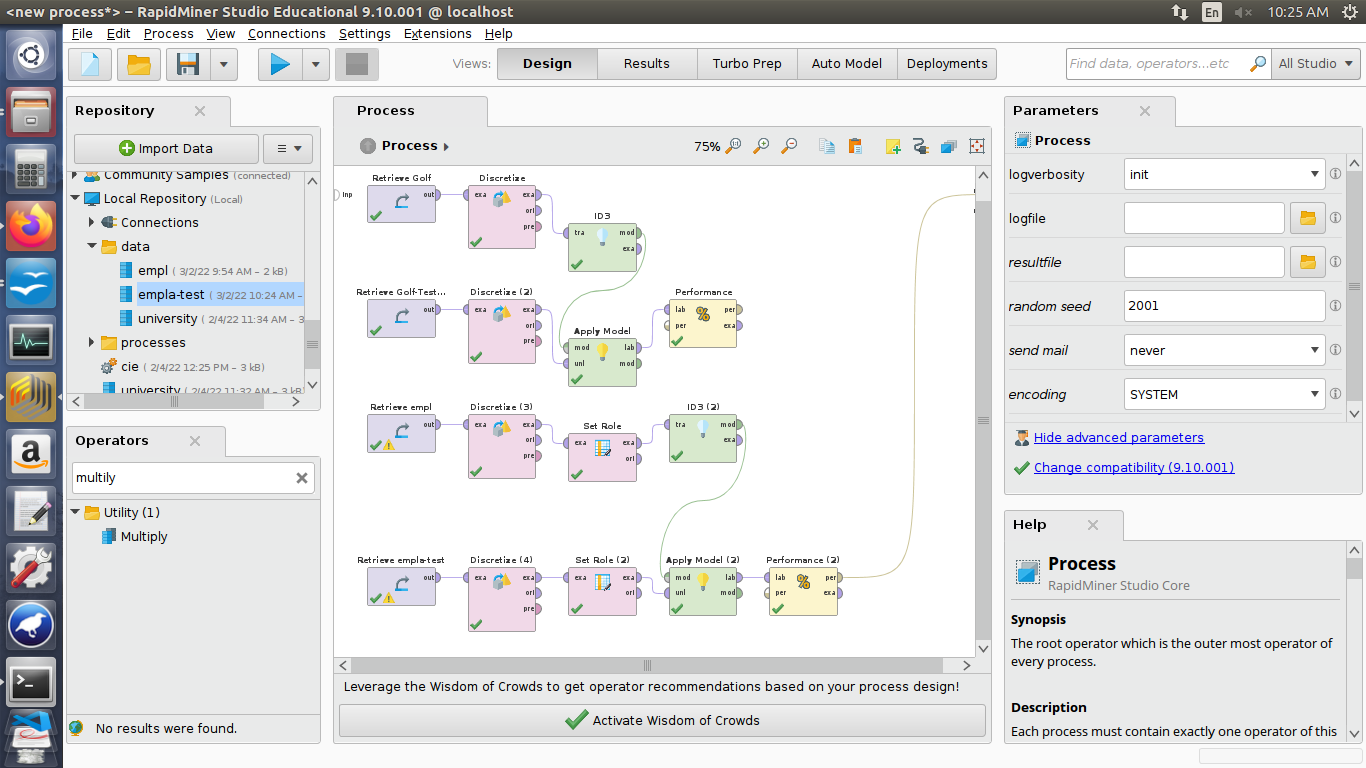 <new process*> – RapidMiner Studio Educational 9.10.001 @ localhost
En
10:25 AM
File Edit Process View Connections Settings Extensions Help
Views:
Design
Results
Turbo Prep
Auto Model
Deployments
Find data, operators...etc
All Studio
Repository
Import Data
Community Samples (connected)
Local Repository (Local)
Connections
data
empl ( 3/2/22 9:54 AM – 2 kB)
empla-test ( 3/2/22 10:24 AM –
university ( 2/4/22 11:34 AM – 3
processes
cie ( 2/4/22 12:25 PM – 3 kB)
university ( 2/4/22 11:32 AM – 3 kB)
Operators
multily
Utility (1)
Multiply
No results were found.
Process
Process
75%
inp
Retrieve Golf
out
Discretize
exa exa
ori
pre
ID3
tra mod
exa
Retrieve Golf-Test...
out
Discretize (2)
exa exa
ori
pre
Apply Model
mod lab
unl mod
Performance
lab per
per exa
Retrieve empl
out
Discretize (3)
exa exa
ori
pre
Set Role
exa exa
ori
ID3 (2)
tra mod
exa
Retrieve empla-test
out
Discretize (4)
exa exa
ori
pre
Set Role (2)
exa exa
ori
Apply Model (2)
mod lab
unl mod
Performance (2)
lab per
per exa
Leverage the Wisdom of Crowds to get operator recommendations based on your process design!
Activate Wisdom of Crowds
Parameters
Process
logverbosity init
logfile
resultfile
random seed 2001
send mail never
encoding SYSTEM
Hide advanced parameters
Change compatibility (9.10.001)
Help
Process
RapidMiner Studio Core
Synopsis
The root operator which is the outer most operator of
every process.
Description
Each process must contain exactly one operator of this